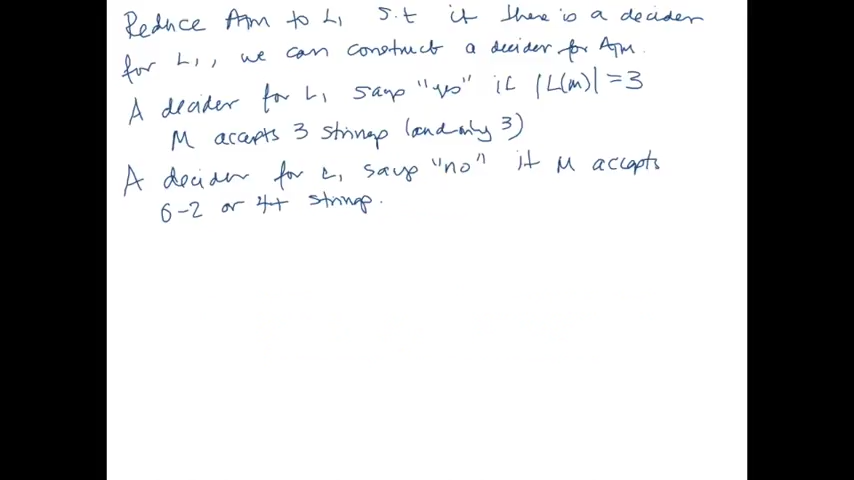 Reduce ATM to L1 s.t if there is a decider
for L1, we can construct a decider for ATM.
A decider for L1 says "yes" if |L(M)| = 3
M accepts 3 strings (and only 3)
A decider for L1 says "no" if M accepts
0-2 or 4+ strings.